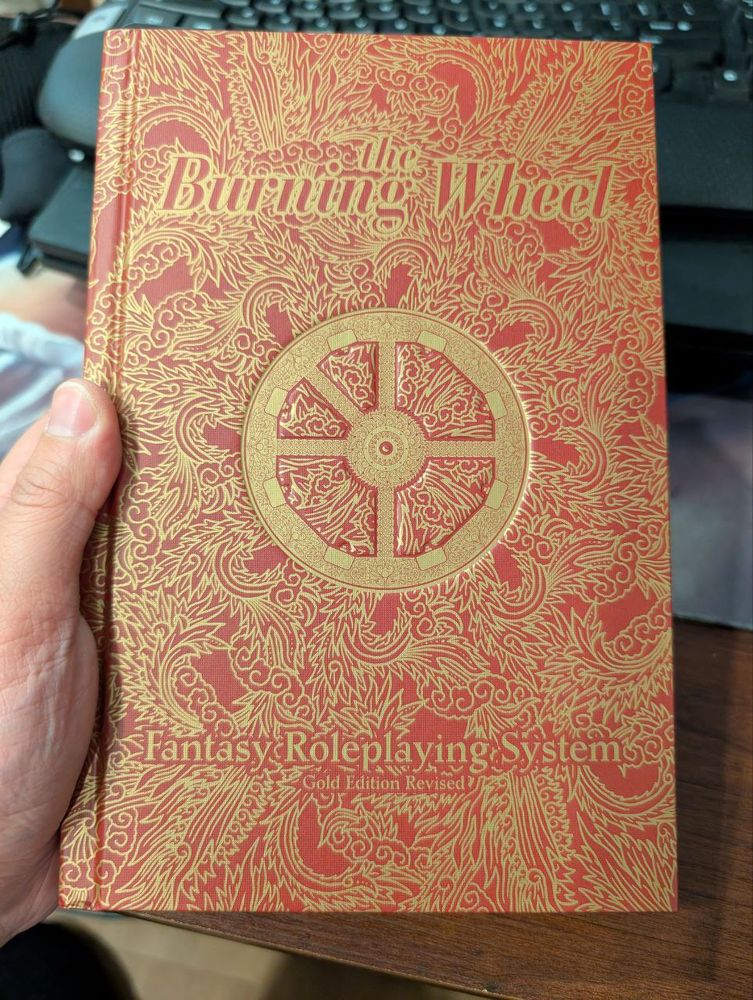 the
Burning Wheel
Fantasy Roleplaying System
Gold Edition Revised